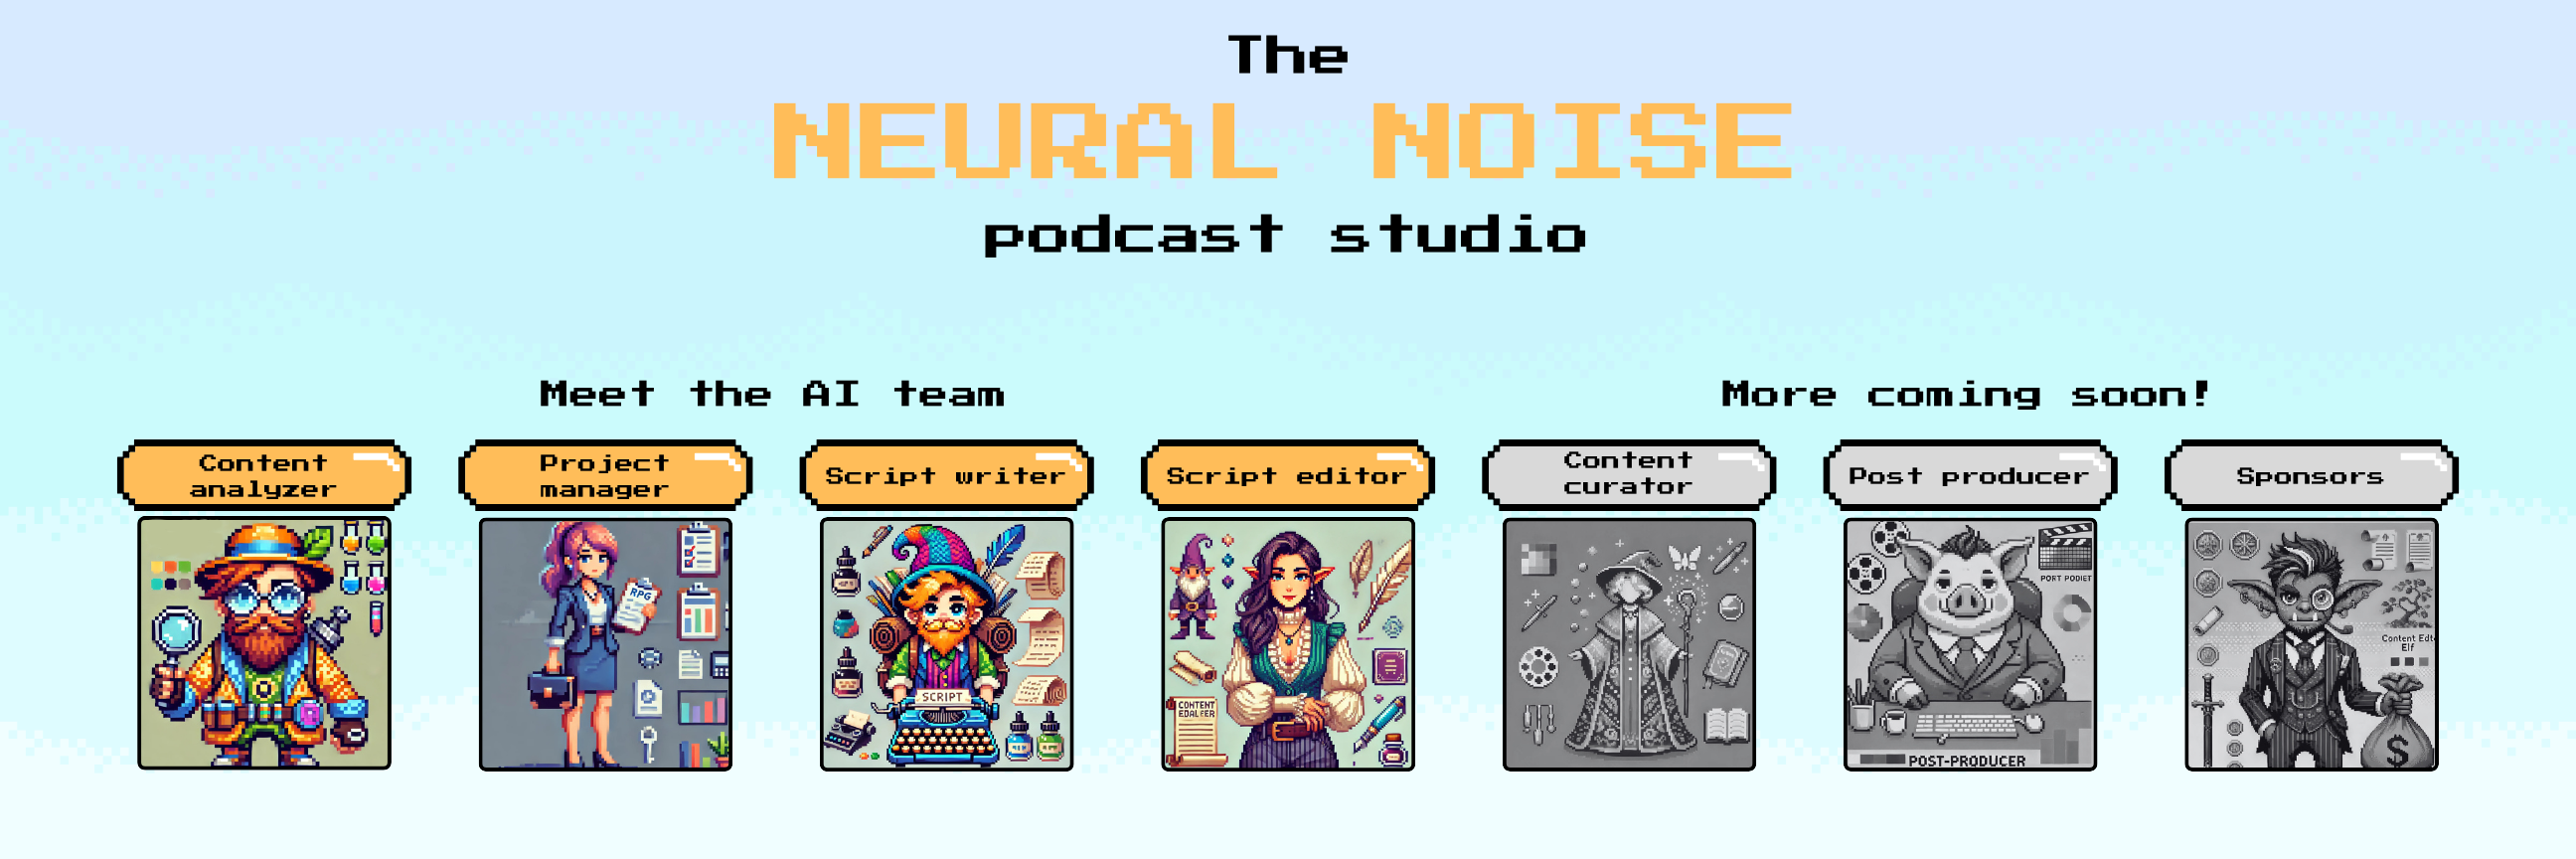 The
NEURAL NOISE
podcast studio
Meet the AI team
More coming soon!
Content
analyzer
Project
manager
Script writer
Script editor
Content
curator
Post producer
Sponsors
RPG
SCRIPT
CONTENT
PORT PODIET
POST-PRODUCER
Content Edt
Elf
$